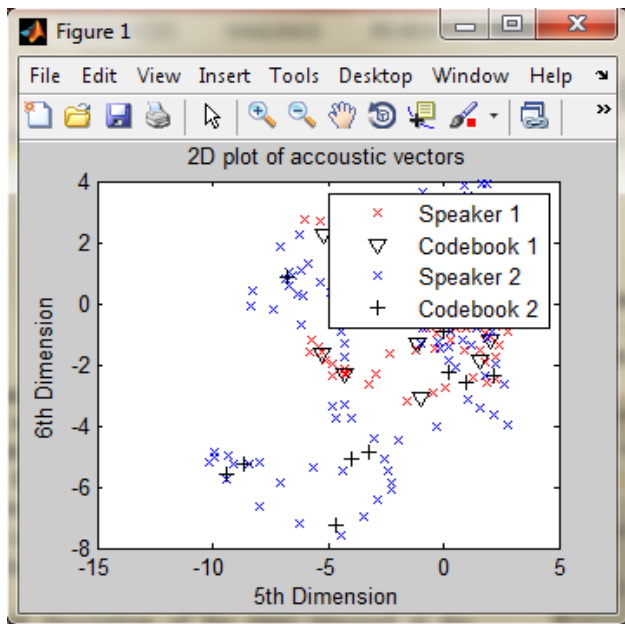 Figure 1
File Edit View Insert Tools Desktop Window Help
2D plot of accoustic vectors
Speaker 1
Codebook 1
Speaker 2
Codebook 2
4
2
0
-2
-4
-6
-8
6th Dimension
-15 -10 -5 0 5
5th Dimension